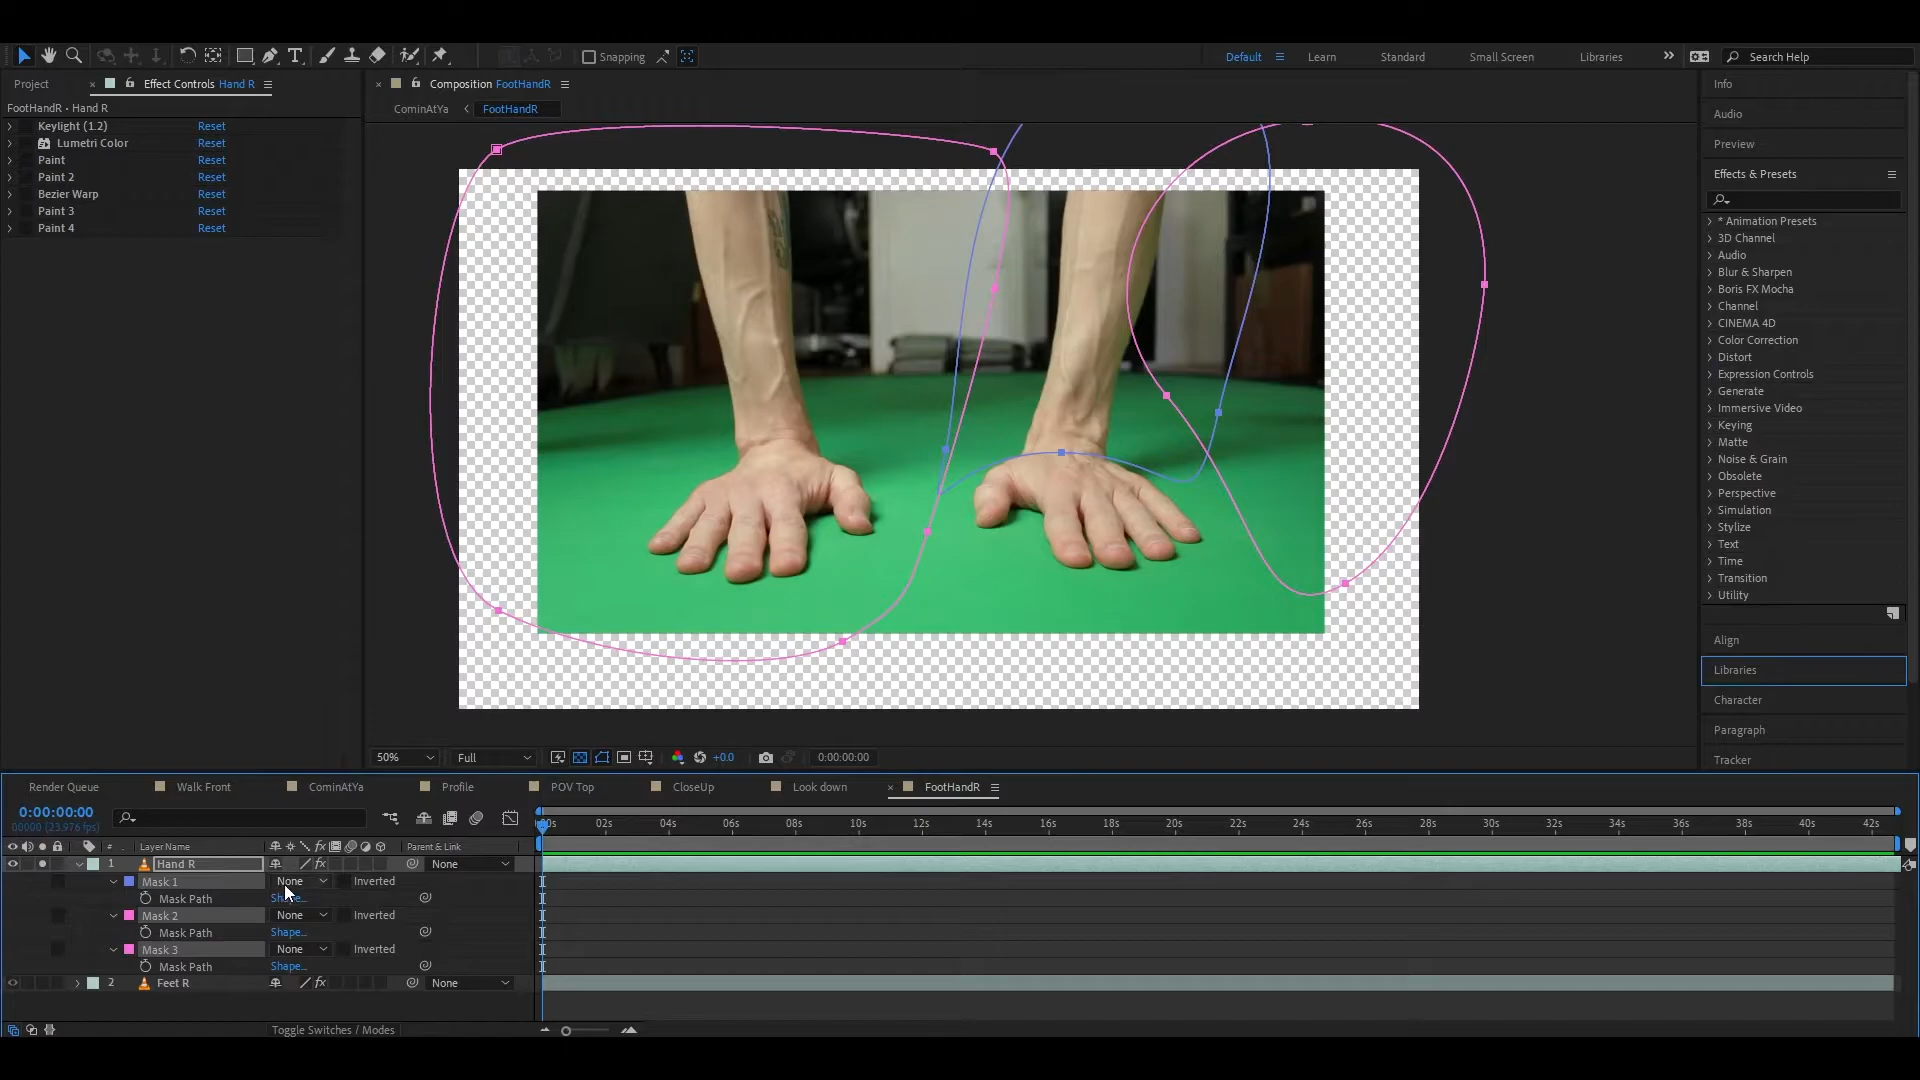 Snapping
Default
Learn
Standard
Small Screen
Libraries
Search Help
Project
Effect Controls Hand R
FootHandR • Hand R
Keylight (1.2) Reset
Lumetri Color Reset
Paint Reset
Paint 2 Reset
Bezier Warp Reset
Paint 3 Reset
Paint 4 Reset
Composition FootHandR
CominAtYa
FootHandR
50%
Full
+0.0
0:00:00:00
Info
Audio
Preview
Effects & Presets
* Animation Presets
3D Channel
Audio
Blur & Sharpen
Boris FX Mocha
Channel
CINEMA 4D
Color Correction
Distort
Expression Controls
Generate
Immersive Video
Keying
Matte
Noise & Grain
Obsolete
Perspective
Simulation
Stylize
Text
Time
Transition
Utility
Align
Libraries
Character
Paragraph
Tracker
Render Queue
Walk Front
CominAtYa
Profile
POV Top
CloseUp
Look down
FootHandR
0:00:00:00
00000 (23.976 fps)
02s 04s 06s 08s 10s 12s 14s 16s 18s 20s 22s 24s 26s 28s 30s 32s 34s 36s 38s 40s 42s
# Layer Name Parent & Link
1 Hand R None
Mask 1 None Inverted
Mask Path
Mask 2 None Inverted
Mask Path Shape...
Mask 3 None Inverted
Mask Path Shape...
2 Feet R None
Toggle Switches / Modes